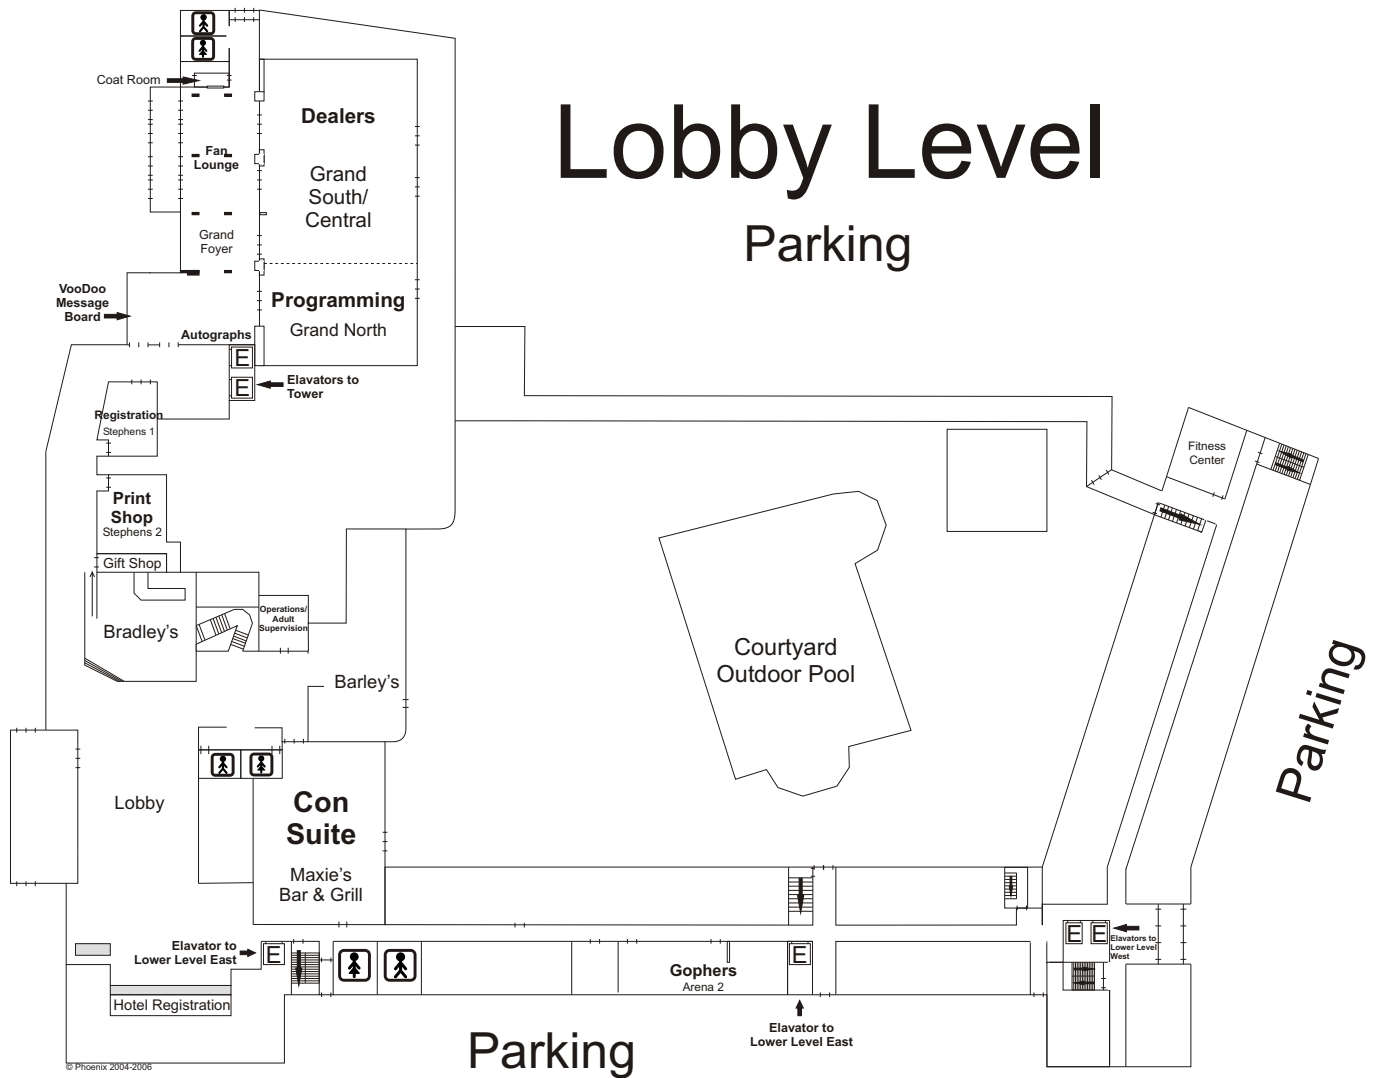 Lobby Level
Parking
Coat Room
Dealers
Fan
Lounge
Grand
South/
Central
Grand
Foyer
VooDoo
Message
Board
Programming
Grand North
Autographs
E
E
Elavators to
Tower
Registration
Stephens 1
Print
Shop
Stephens 2
Gift Shop
Bradley's
Operations/
Adult
Supervision
Barley's
Fitness
Center
Courtyard
Outdoor Pool
Parking
Lobby
Con
Suite
Maxie's
Bar & Grill
Elavator to
Lower Level East
E
Hotel Registration
Gophers
Arena 2
E
Elavator to
Lower Level East
E
E
Elavators to
Lower Level
West
Parking
© Phoenix 2004-2006